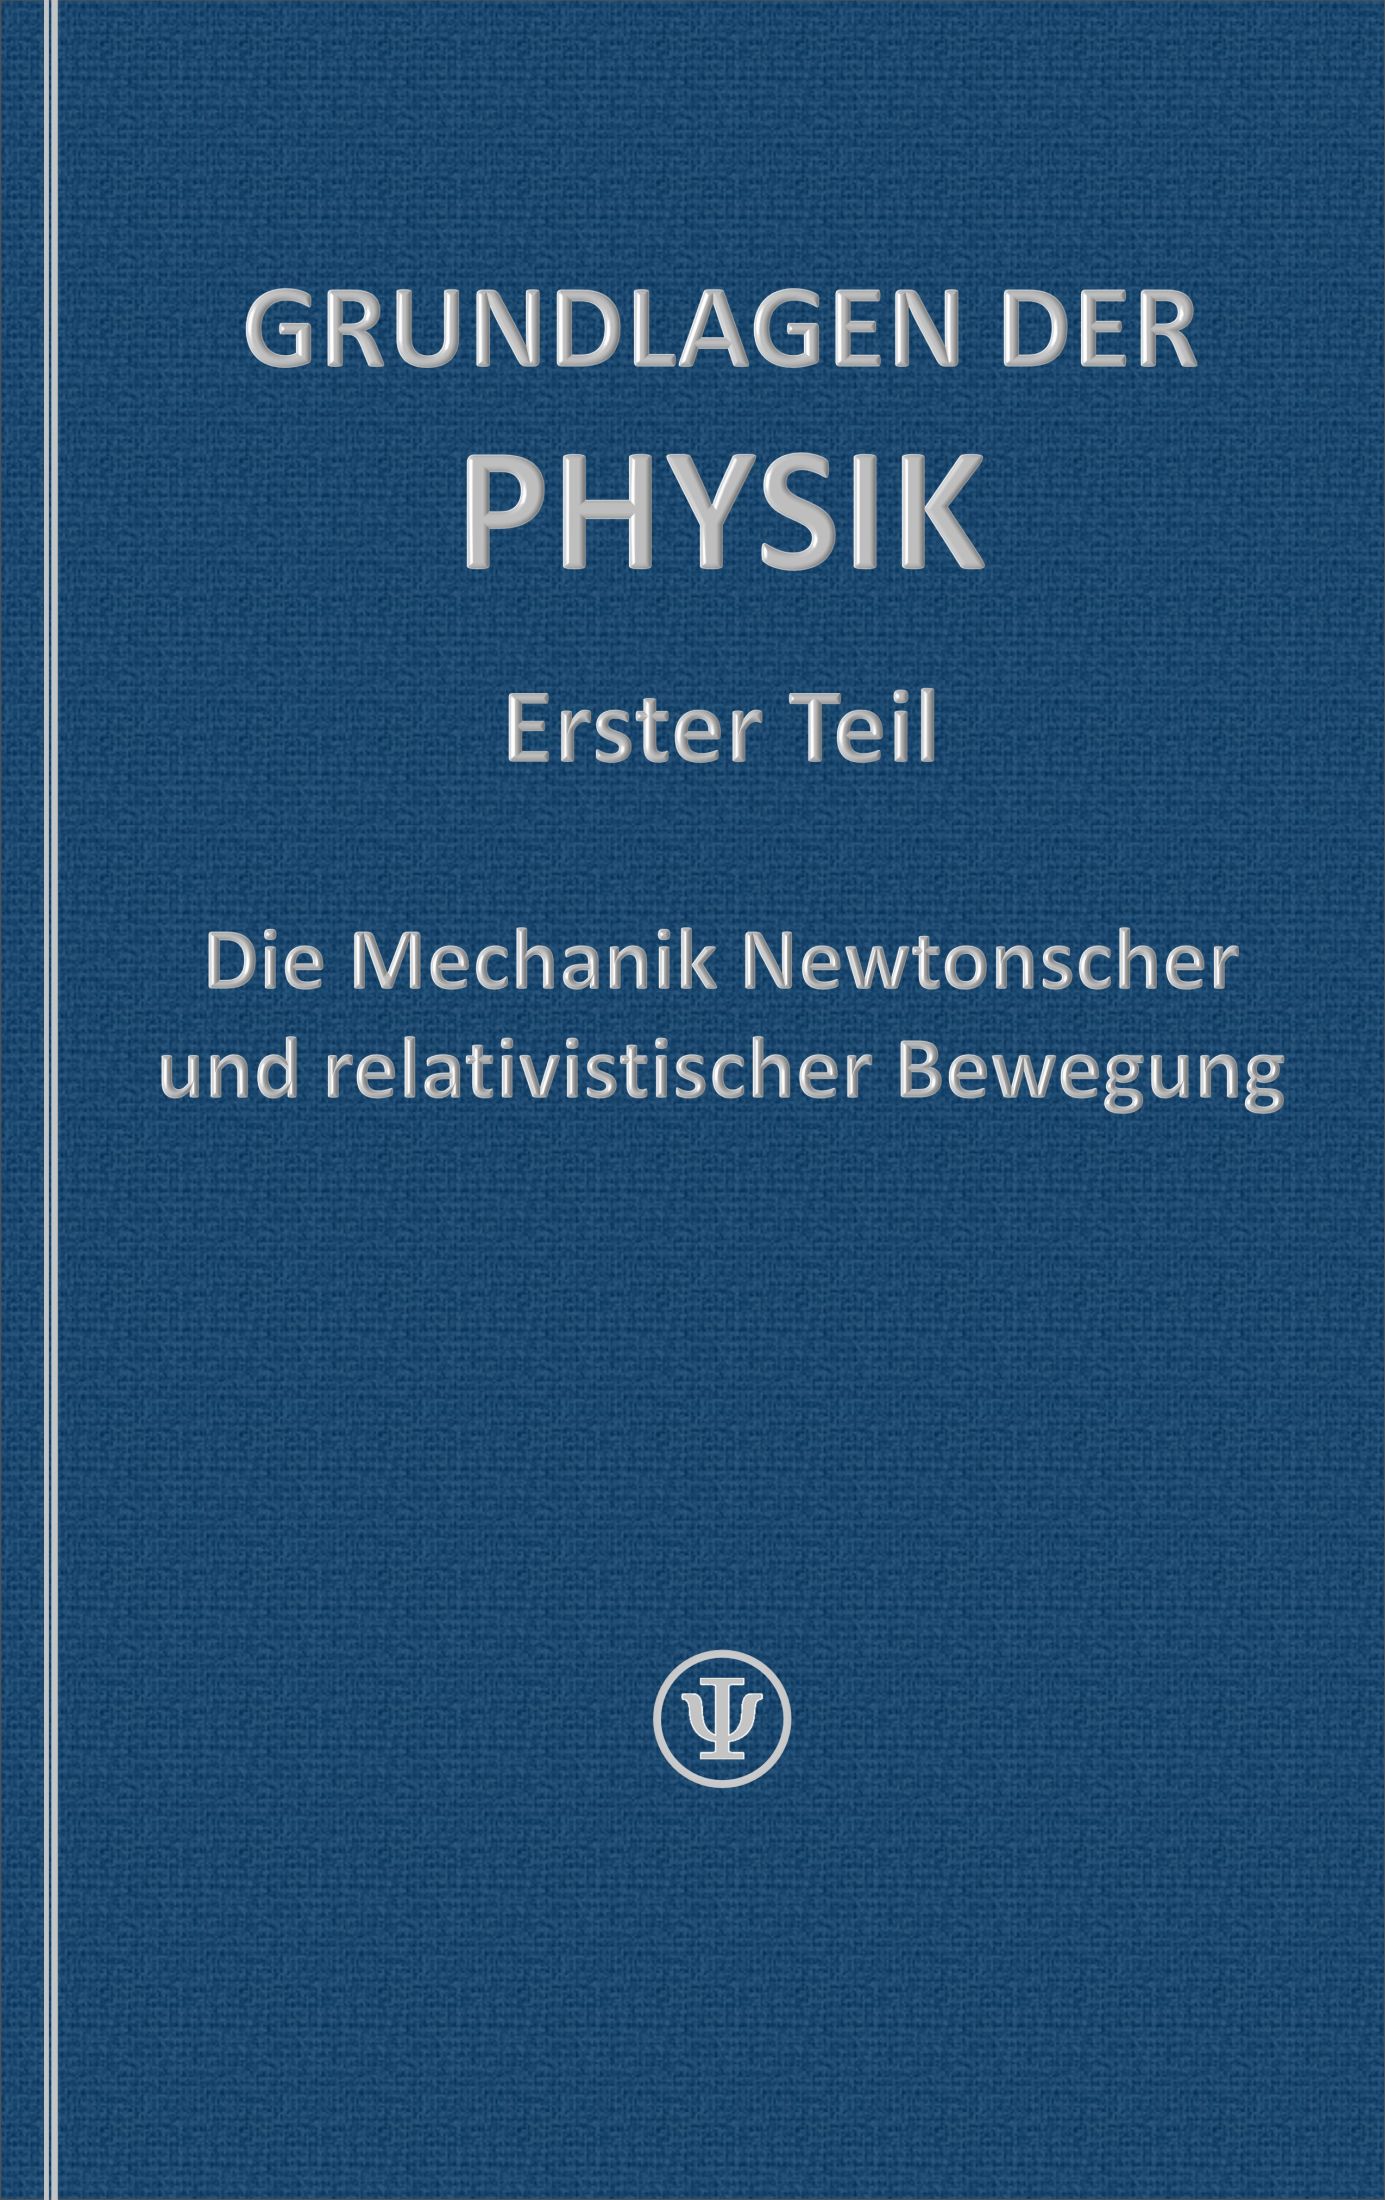 GRUNDLAGEN DER
PHYSIK
Erster Teil
Die Mechanik Newtonscher
und relativistischer Bewegung
Ψ